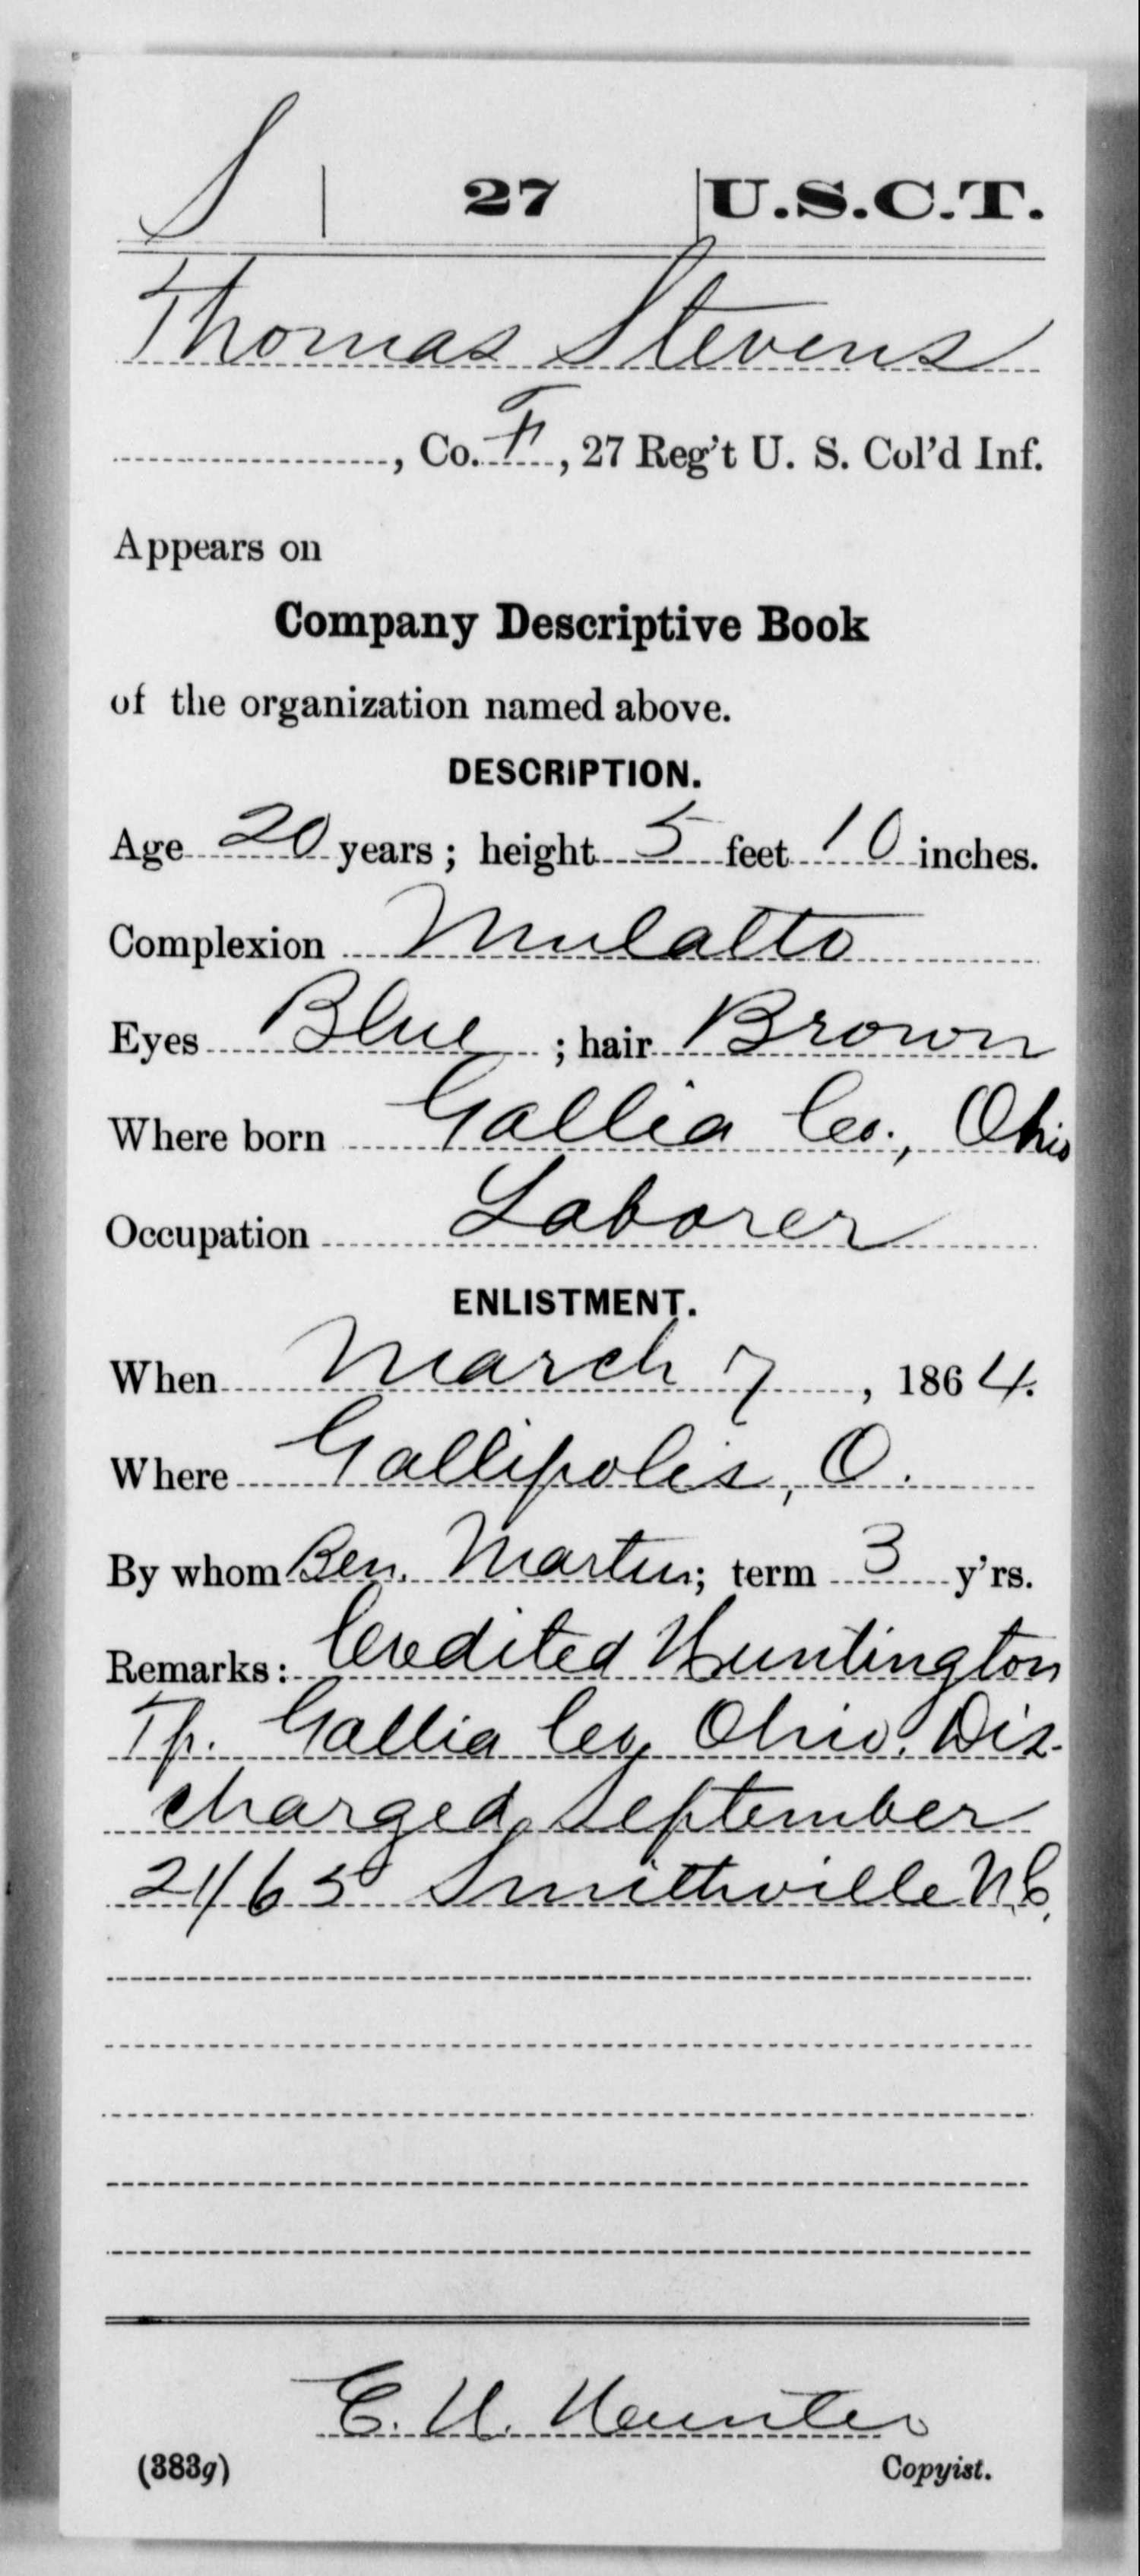 S | 27 | U.S.C.T.
Thomas Stevens
, Co. F, 27 Reg't U. S. Col'd Inf.
Appears on
Company Descriptive Book
of the organization named above.
DESCRIPTION.
Age 20 years; height 5 feet 10 inches.
Complexion Mulatto
Eyes Blue; hair Brown
Where born Gallia Co., Ohio
Occupation Laborer
ENLISTMENT.
When March 7, 1864.
Where Gallipolis, O.
By whom Ben. Martin; term 3 y'rs.
Remarks: Credited Huntington
Tp. Gallia Co, Ohio. Dis-
charged September
21/65 Smithville N.C.
C. H.
(383g) Copyist.